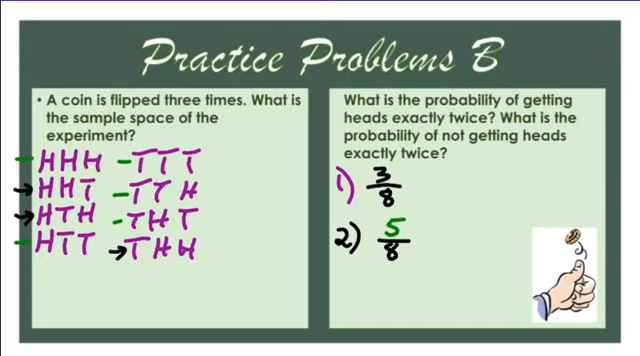 Practice Problems B
• A coin is flipped three times. What is
the sample space of the
experiment?
HHH
HHT
HTH
HTT
TTT
TTH
THT
THH
What is the probability of getting
heads exactly twice? What is the
probability of not getting heads
exactly twice?
1) 3/8
2) 5/8